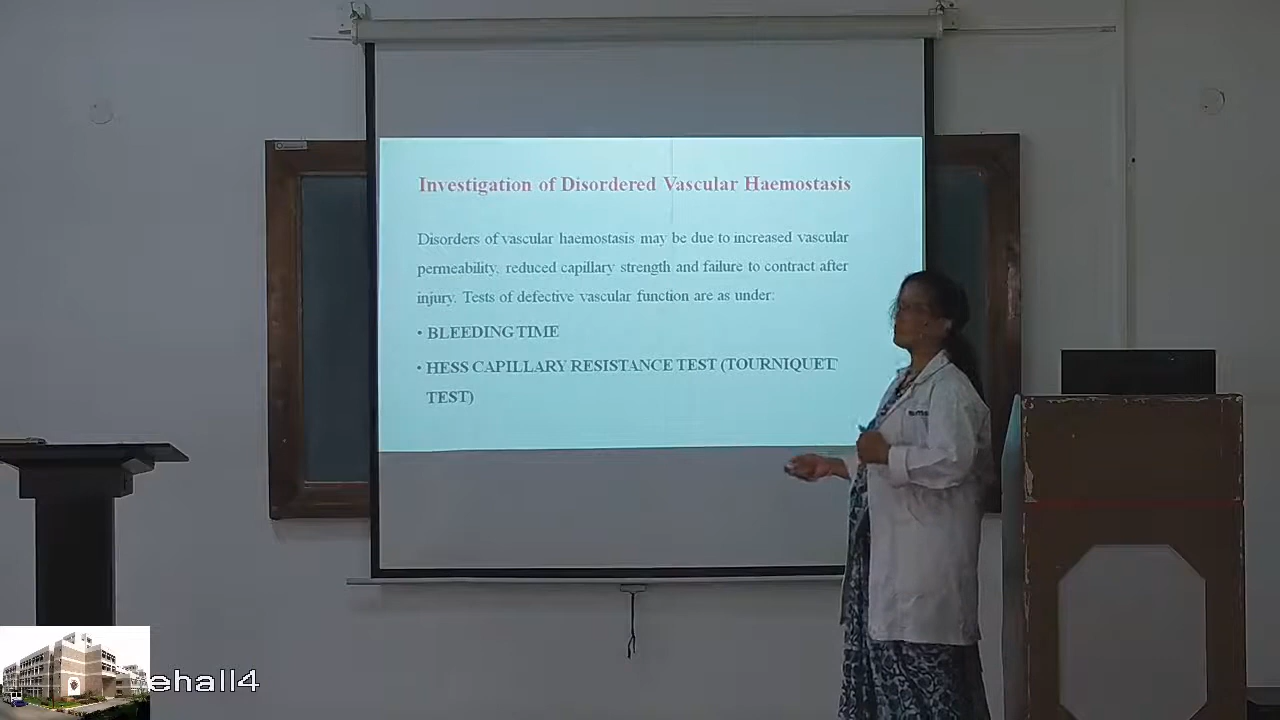 Investigation of Disordered Vascular Haemostasis
Disorders of vascular haemostasis may be due to increased vascular
permeability, reduced capillary strength and failure to contract after
injury. Tests of defective vascular function are as under:
• BLEEDING TIME
• HESS CAPILLARY RESISTANCE TEST (TOURNIQUET
TEST)
ehall4